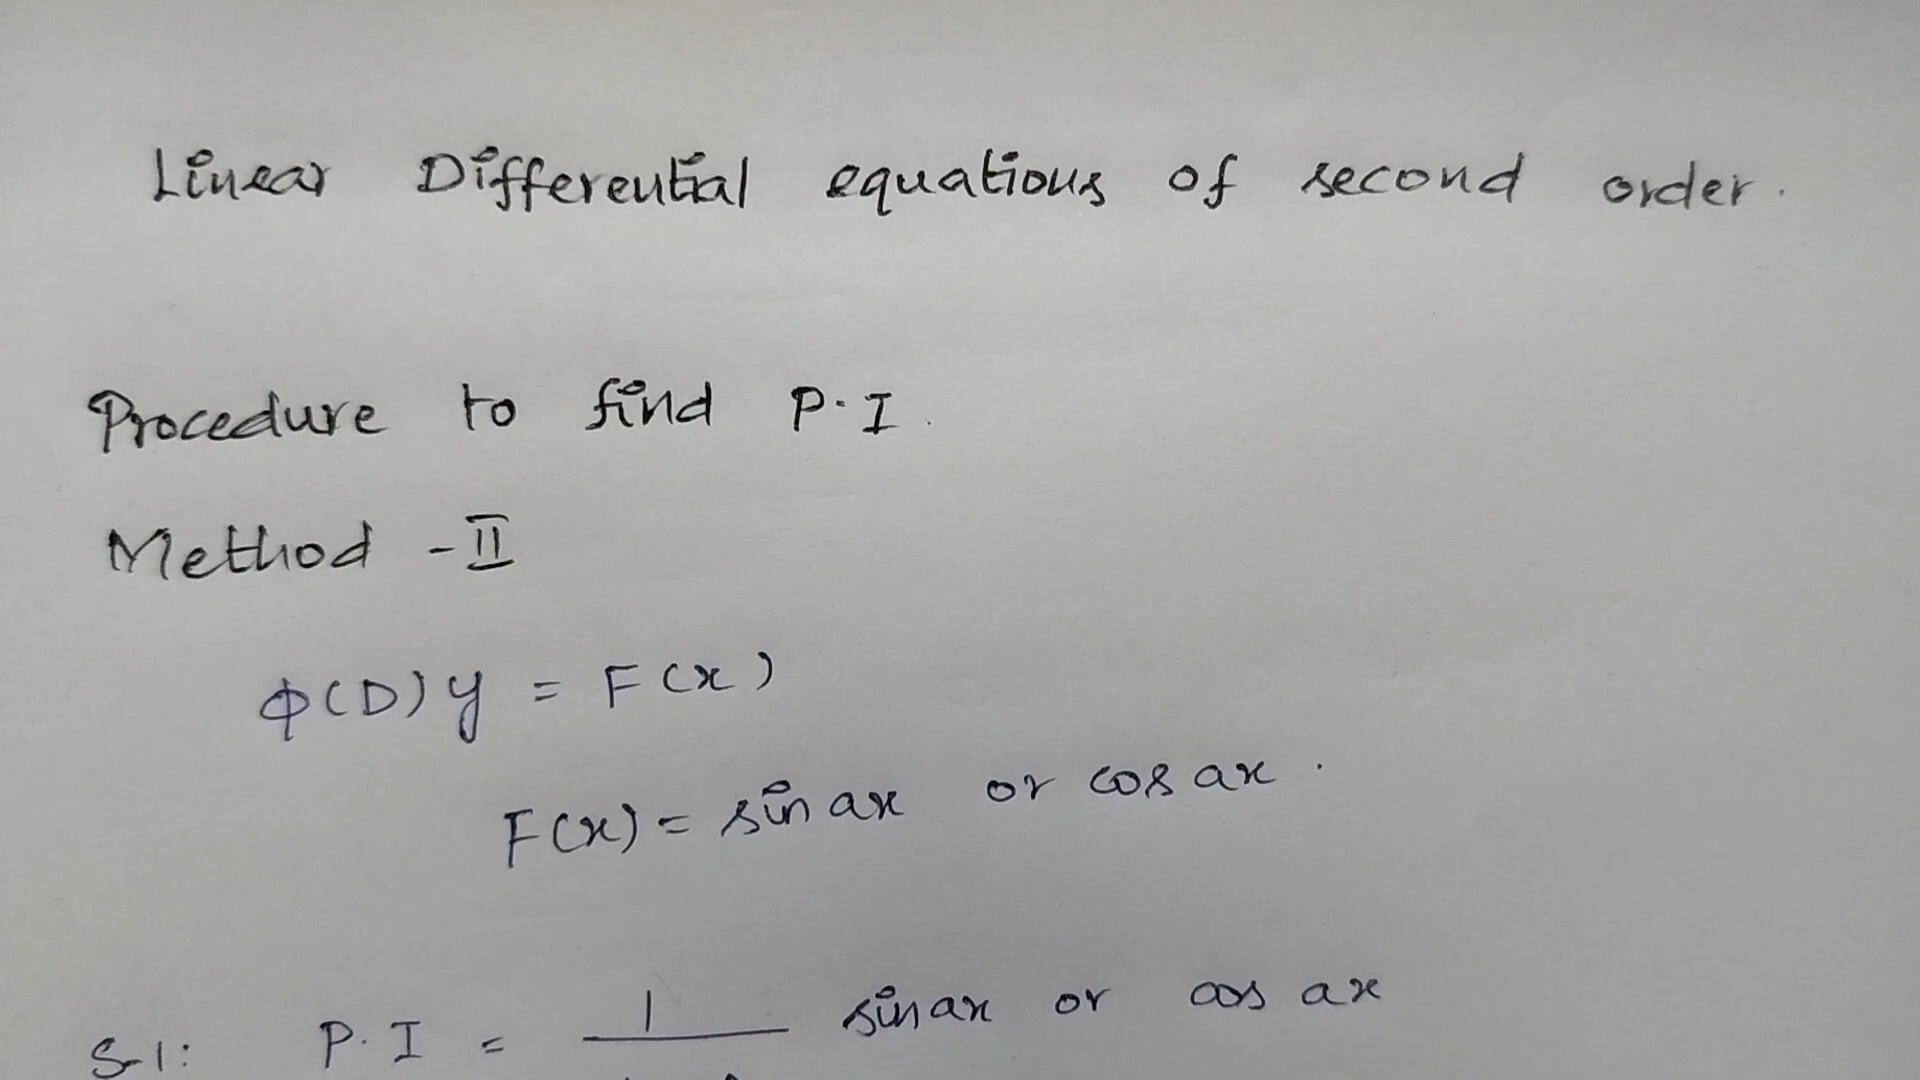 Linear Differential equations of second order.
Procedure to find P.I.
Method - II
ϕ(D)y = F(x)
F(x) = sin ax or cos ax.
S-1: P.I = 1 sin ax or cos ax